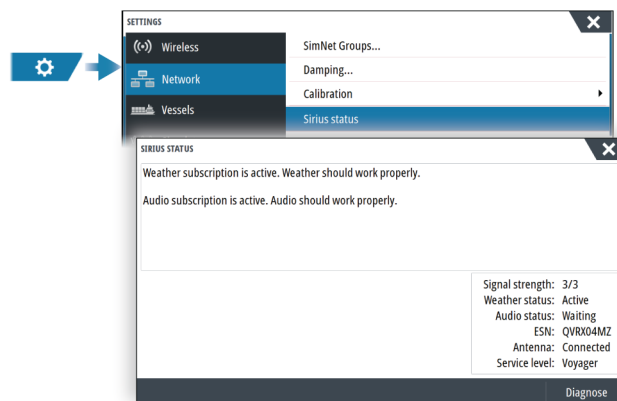 SETTINGS
Wireless
Network
Vessels
SimNet Groups...
Damping...
Calibration
Sirius status
SIRIUS STATUS
Weather subscription is active. Weather should work properly.
Audio subscription is active. Audio should work properly.
Signal strength: 3/3
Weather status: Active
Audio status: Waiting
ESN: QVRX04MZ
Antenna: Connected
Service level: Voyager
Diagnose